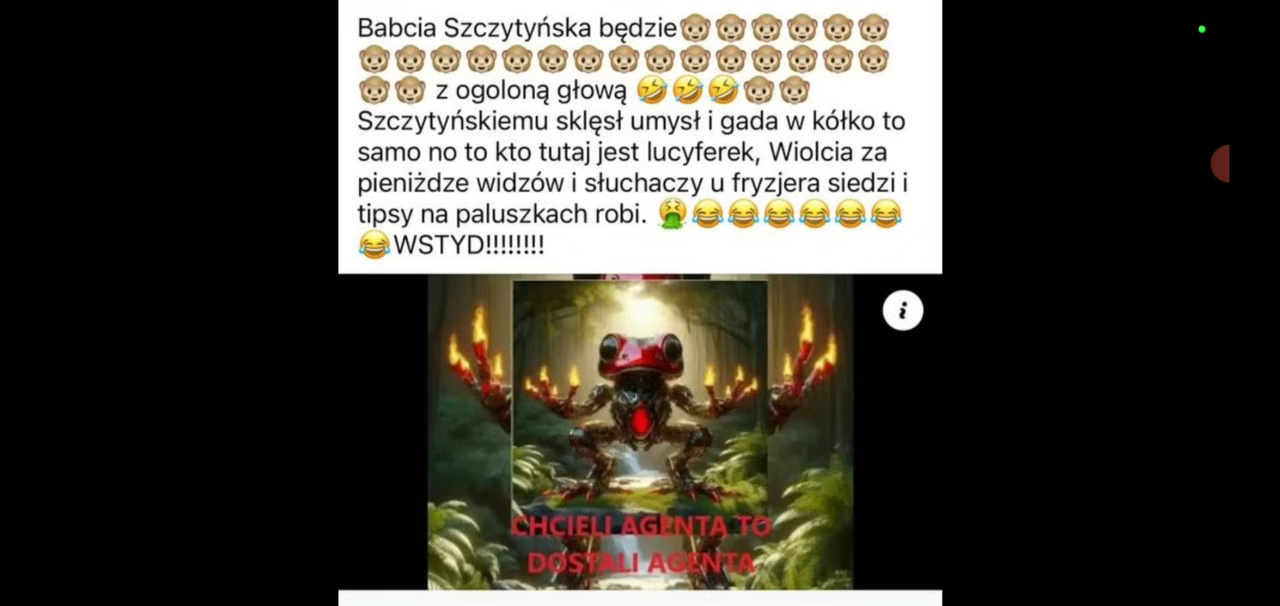 Babcia Szczytyńska będzie🐵🐵🐵🐵🐵🐵
🐵🐵🐵🐵🐵🐵🐵🐵🐵🐵🐵🐵🐵🐵🐵
🐵🐵 z ogoloną głową 🤣🤣🤣🐵🐵
Szczytyńskiemu sklęsł umysł i gada w kółko to
samo no to kto tutaj jest lucyferek, Wiolcia za
pieniżdze widzów i słuchaczy u fryzjera siedzi i
tipsy na paluszkach robi. 🤮😂😂😂😂😂😂
😂WSTYD!!!!!!!!
CHCIELI AGENTA TO
DOSTALI AGENTA